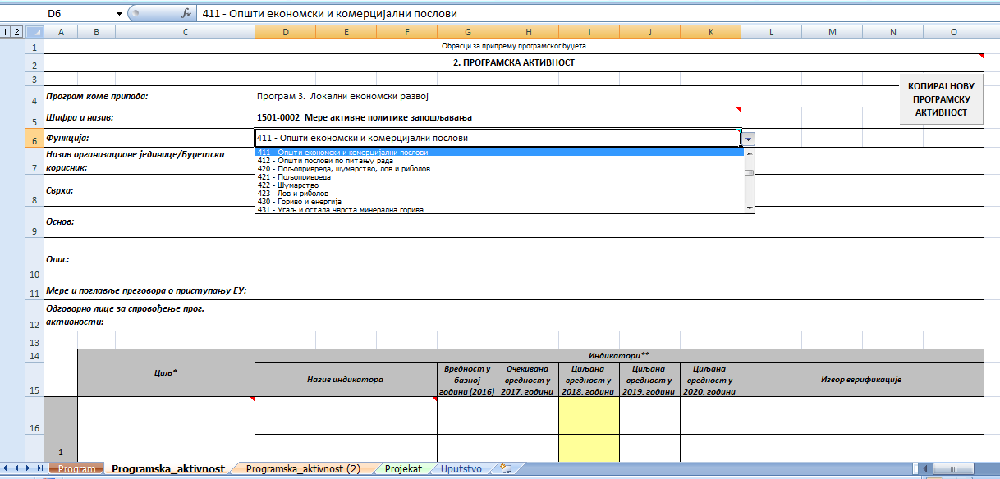 D6
fx
411 - Општи економски и комерцијални послови
1 2
A B C D E F G H I J K L M N O
1
Обрасци за припрему програмског буџета
2
2. ПРОГРАМСКА АКТИВНОСТ
3
КОПИРАЈ НОВУ
ПРОГРАМСКУ
АКТИВНОСТ
4
Програм коме припада:
Програм 3. Локални економски развој
5
Шифра и назив:
1501-0002 Мере активне политике запошљавања
6
Функција:
411 - Општи економски и комерцијални послови
411 - Општи економски и комерцијални послови
412 - Општи послови по питању рада
420 - Пољопривреда, шумарство, лов и риболов
421 - Пољопривреда
422 - Шумарство
423 - Лов и риболов
430 - Гориво и енергија
431 - Угаљ и остала чврста минерална горива
7
Назив организационе јединице/Буџетски
корисник:
8
Сврха:
9
Основ:
10
Опис:
11
Мере и поглавље преговора о приступању ЕУ:
12
Одговорно лице за спровођење прог.
активности:
13
14
Циљ*
Индикатори**
15
Назив индикатора
Вредност у
базној
години (2016)
Очекивана
вредност у
2017. години
Циљана
вредност у
2018. години
Циљана
вредност у
2019. години
Циљана
вредност у
2020. години
Извор верификације
16
1
Program
Programska_aktivnost
Programska_aktivnost (2)
Projekat
Uputstvo